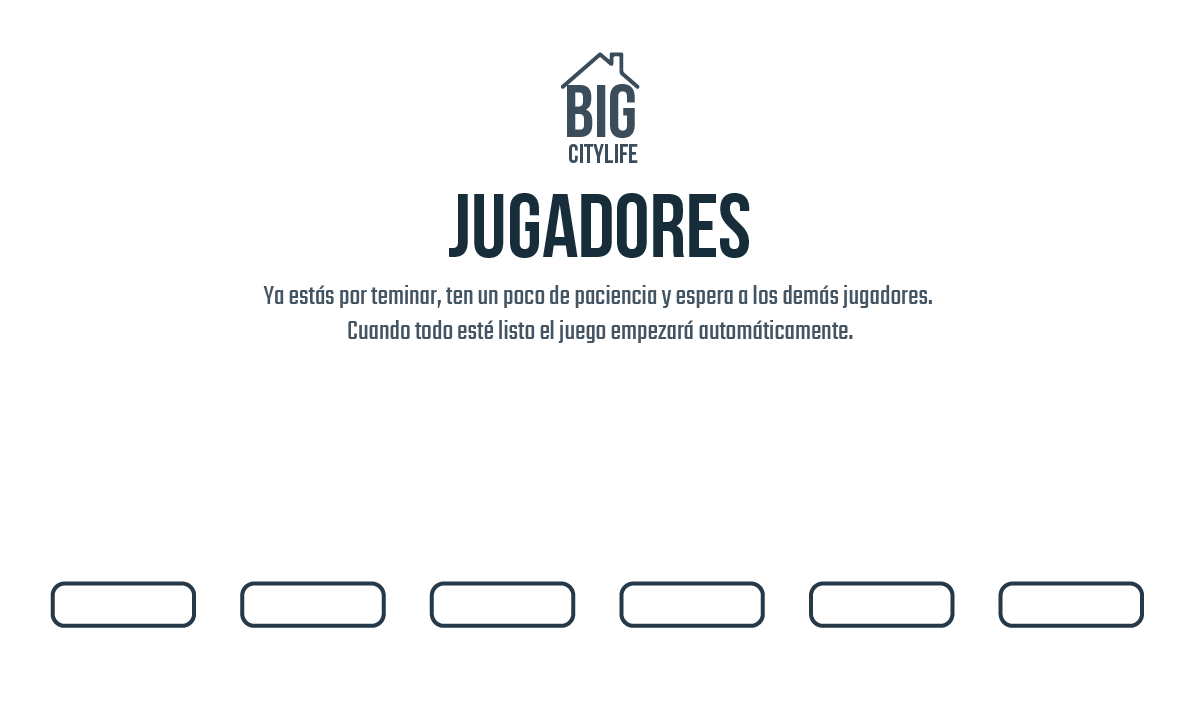 BIG
CITYLIFE
JUGADORES
Ya estás por teminar, ten un poco de paciencia y espera a los demás jugadores.
Cuando todo esté listo el juego empezará automáticamente.